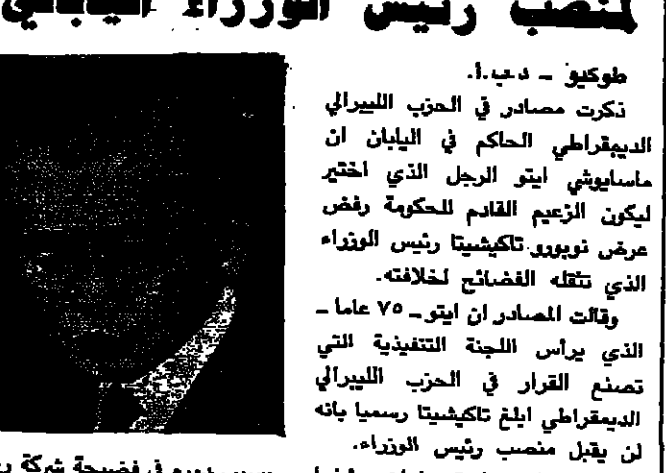 لمنصب رئيس الوزراء الياباني
طوكيو - د.ب.أ.
ذكرت مصادر في الحزب الليبرالي
الديمقراطي الحاكم في اليابان ان
ماسايوشي ايتو الرجل الذي اختير
ليكون الزعيم القادم للحكومة رفض
عرض نوبورو تاكيشيتا رئيس الوزراء
الذي تثقله الفضائح لخلافته.
وقالت المصادر ان ايتو - ٧٥ عاما -
الذي يرأس اللجنة التنفيذية التي
تصنع القرار في الحزب الليبرالي
الديمقراطي ابلغ تاكيشيتا رسميا بانه
لن يقبل منصب رئيس الوزراء.
في فضيحة شركة